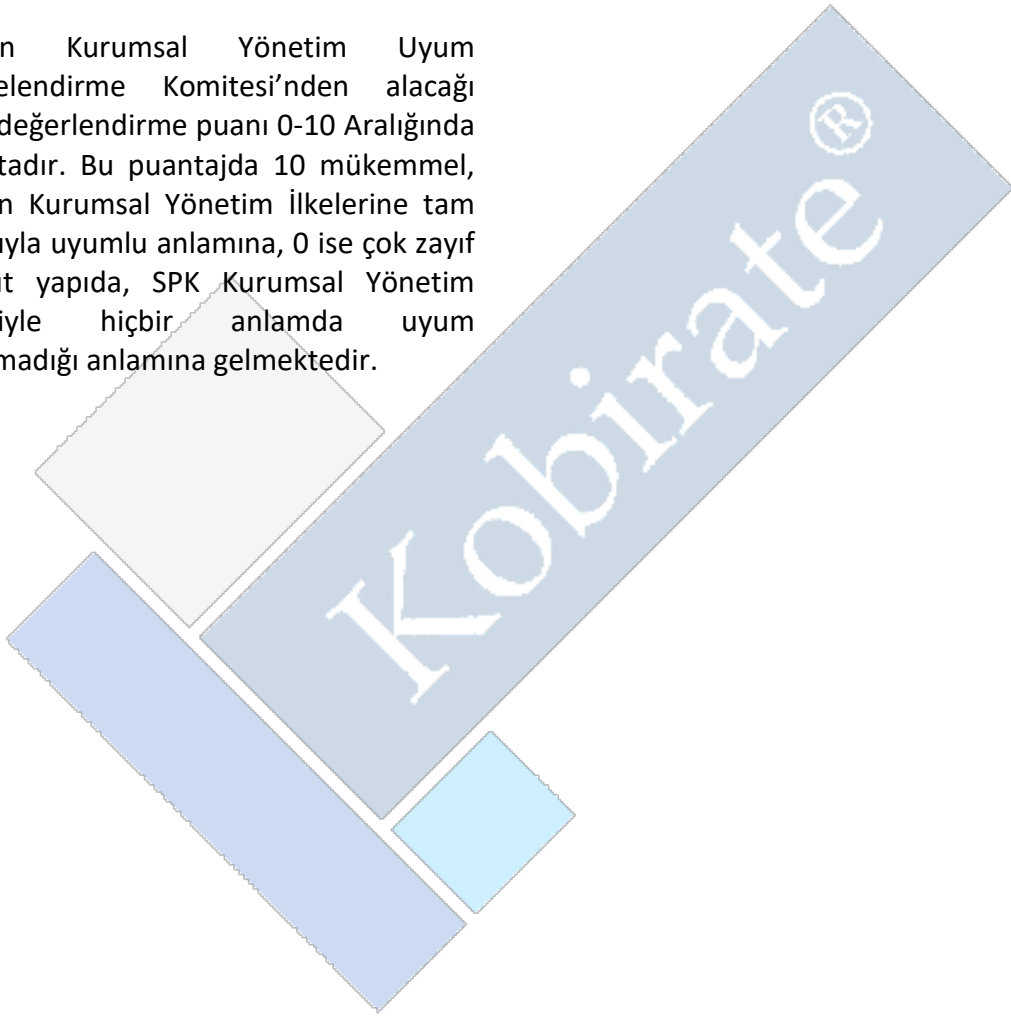 n Kurumsal Yönetim Uyum
elendirme Komitesi’nden alacağı
değerlendirme puanı 0-10 Aralığında
tadır. Bu puantajda 10 mükemmel,
n Kurumsal Yönetim İlkelerine tam
ıyla uyumlu anlamına, 0 ise çok zayıf
ut yapıda, SPK Kurumsal Yönetim
iyle hiçbir anlamda uyum
madığı anlamına gelmektedir.
Kobirate ®